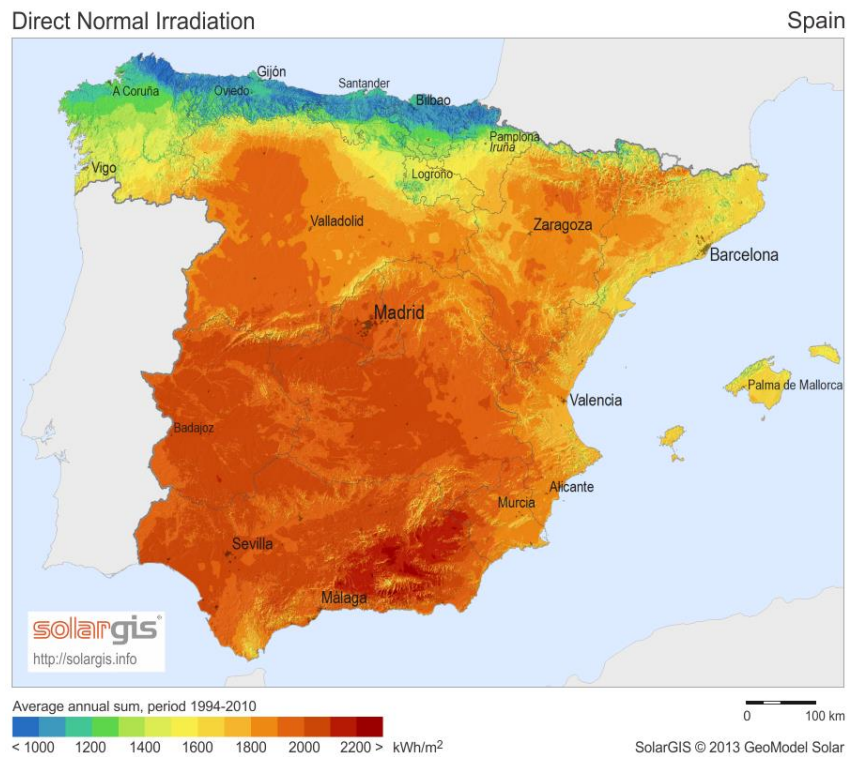 Direct Normal Irradiation
Spain
Gijón
A Coruña
Oviedo
Santander
Bilbao
Pamplona
Iruña
Vigo
Logroño
Valladolid
Zaragoza
Barcelona
Madrid
Palma de Mallorca
Valencia
Badajoz
Alicante
Murcia
Sevilla
Málaga
solargis
http://solargis.info
Average annual sum, period 1994-2010
< 1000 1200 1400 1600 1800 2000 2200 > kWh/m²
0 100 km
SolarGIS © 2013 GeoModel Solar